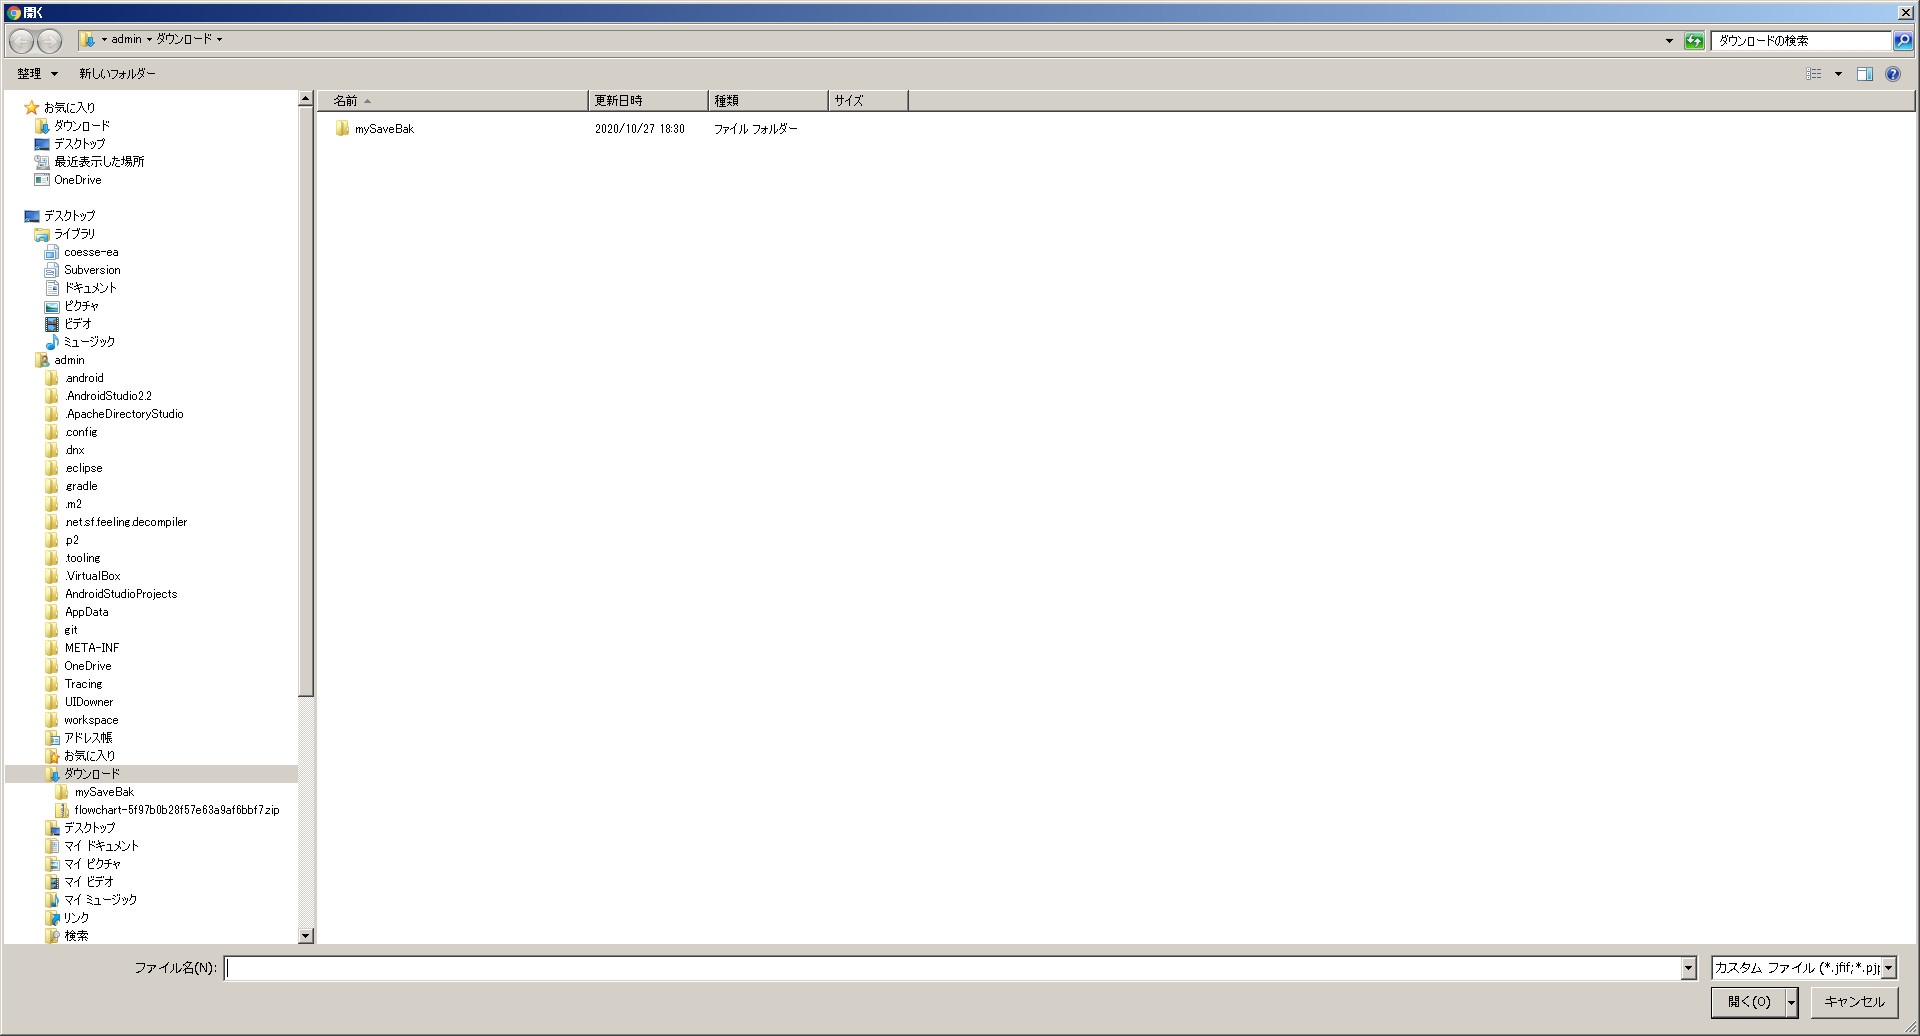 開く
admin ダウンロード
ダウンロードの検索
整理 新しいフォルダー
お気に入り
ダウンロード
デスクトップ
最近表示した場所
OneDrive
デスクトップ
ライブラリ
coesse-ea
Subversion
ドキュメント
ピクチャ
ビデオ
ミュージック
admin
.android
.AndroidStudio2.2
.ApacheDirectoryStudio
.config
.dnx
.eclipse
.gradle
.m2
.net.sf.feeling.decompiler
.p2
.tooling
.VirtualBox
AndroidStudioProjects
AppData
git
META-INF
OneDrive
Tracing
UIDowner
workspace
アドレス帳
お気に入り
ダウンロード
mySaveBak
flowchart-5f97b0b28f57e63a9af6bbf7.zip
デスクトップ
マイ ドキュメント
マイ ピクチャ
マイ ビデオ
マイ ミュージック
リンク
検索
名前 更新日時 種類 サイズ
mySaveBak 2020/10/27 18:30 ファイル フォルダー
ファイル名(N):
カスタム ファイル (*.jfif;*.pjp
開く(O) キャンセル